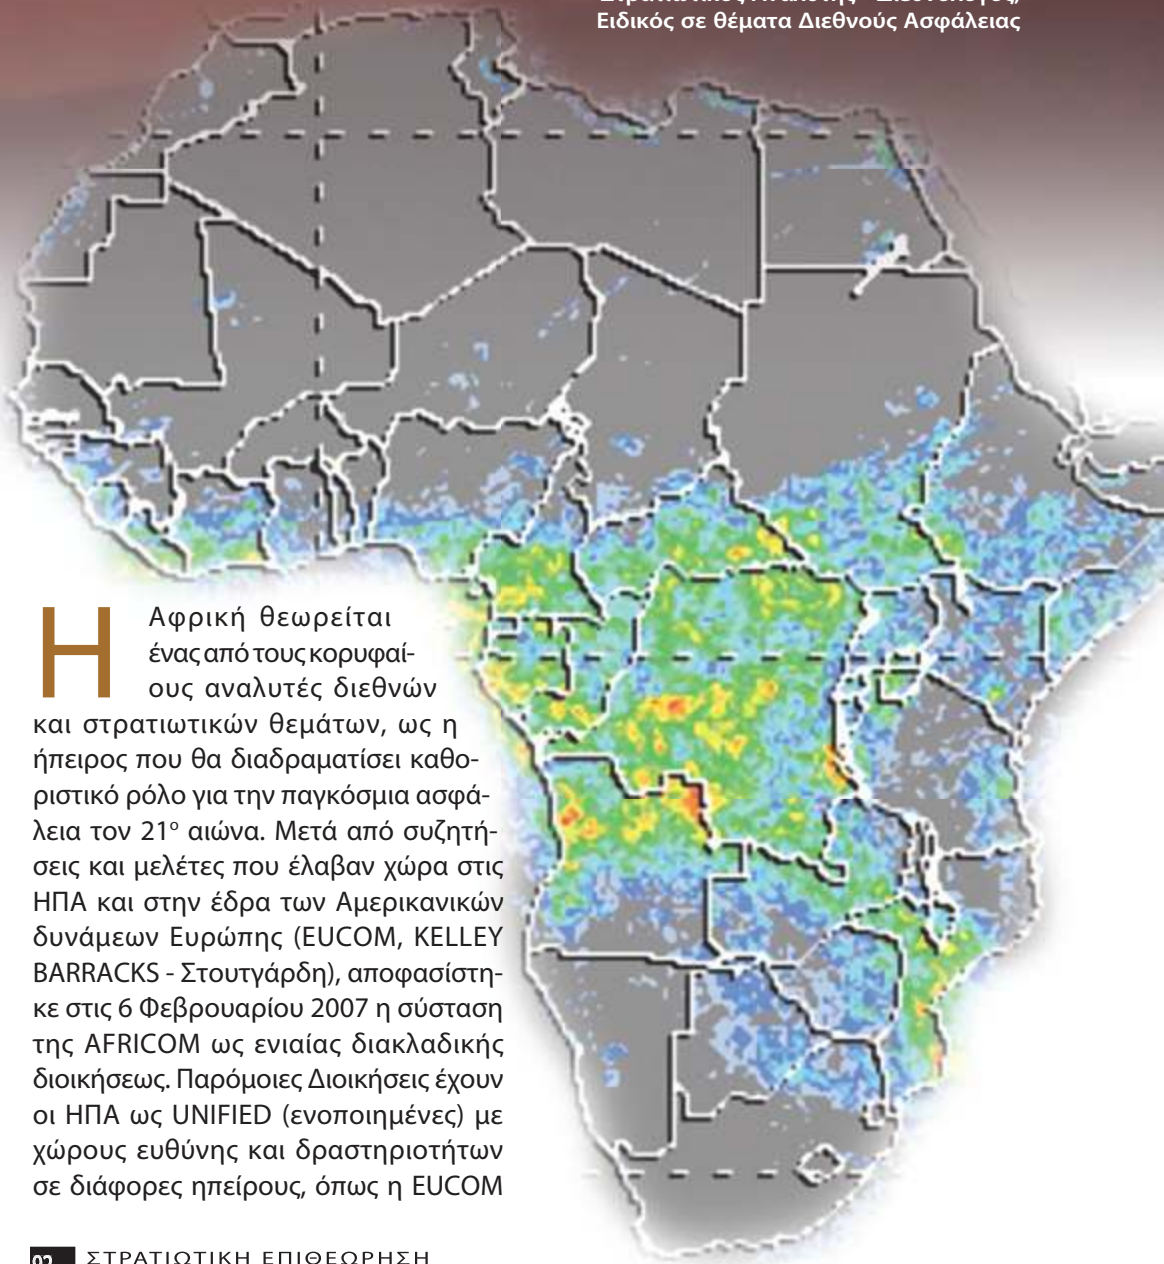 Ειδικός σε θέματα Διεθνούς Ασφάλειας
Η Αφρική θεωρείται
ένας από τους κορυφαί-
ους αναλυτές διεθνών
και στρατιωτικών θεμάτων, ως η
ήπειρος που θα διαδραματίσει καθο-
ριστικό ρόλο για την παγκόσμια ασφά-
λεια τον 21ο αιώνα. Μετά από συζητή-
σεις και μελέτες που έλαβαν χώρα στις
ΗΠΑ και στην έδρα των Αμερικανικών
δυνάμεων Ευρώπης (EUCOM, KELLEY
BARRACKS - Στουτγάρδη), αποφασίστη-
κε στις 6 Φεβρουαρίου 2007 η σύσταση
της AFRICOM ως ενιαίας διακλαδικής
διοικήσεως. Παρόμοιες Διοικήσεις έχουν
οι ΗΠΑ ως UNIFIED (ενοποιημένες) με
χώρους ευθύνης και δραστηριοτήτων
σε διάφορες ηπείρους, όπως η EUCOM
ΣΤΡΑΤΙΩΤΙΚΗ ΕΠΙΘΕΩΡΗΣΗ